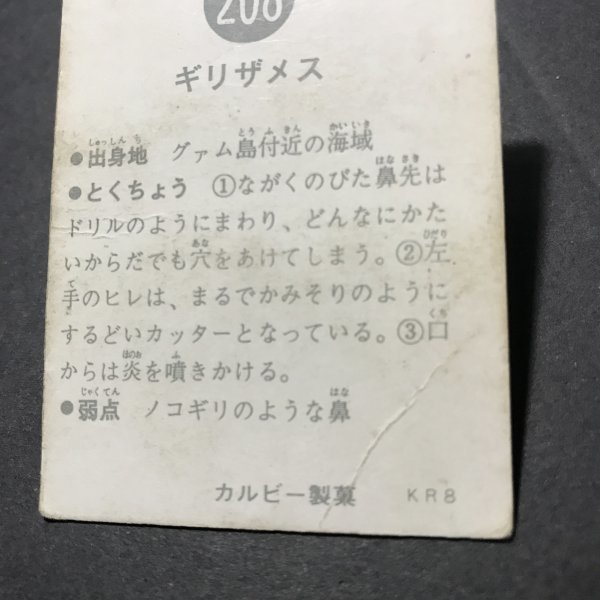 208
ギリザメス
●出身地 グァム島付近の海域
●とくちょう ①ながくのびた鼻先は
ドリルのようにまわり、どんなにかた
いからだでも穴をあけてしまう。②左
手のヒレは、まるでかみそりのように
するどいカッターとなっている。③口
からは炎を噴きかける。
●弱点 ノコギリのような鼻
カルビー製菓 KR8